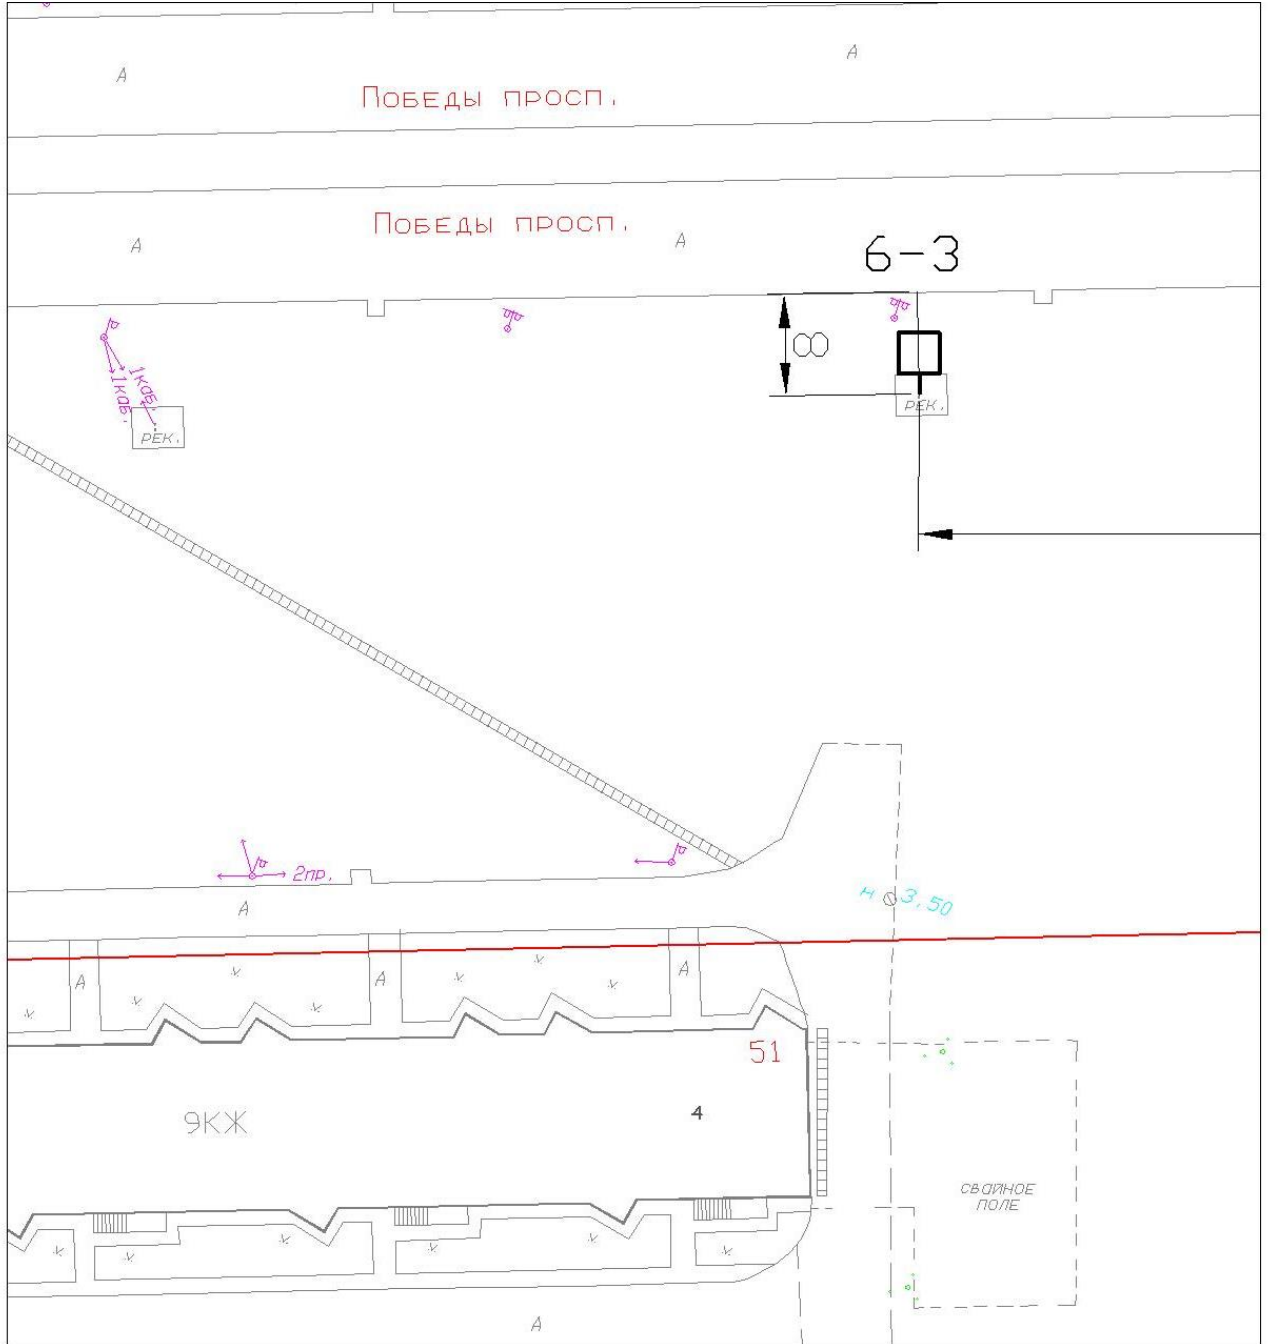 А
А
ПОБЕДЫ ПРОСП.
ПОБЕДЫ ПРОСП.
А
А
6-3
8
1КАБ.
1КАБ.
РЕК.
РЕК.
2ПР.
А
Н 3,50
А
А
А
51
4
9КЖ
СВАЙНОЕ
ПОЛЕ
А